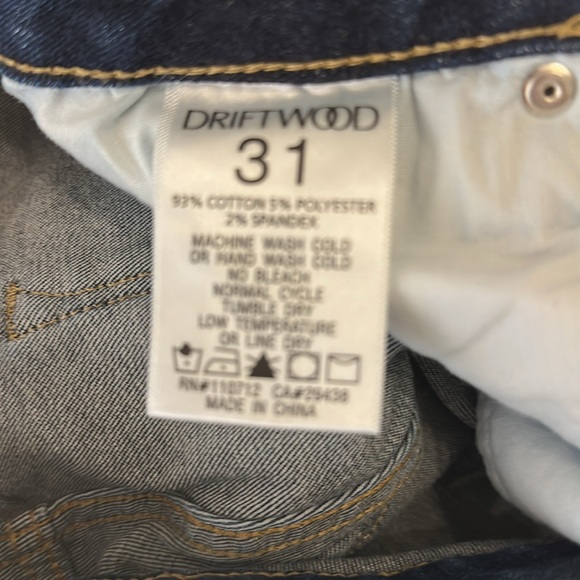 DRIFTWOOD
31
93% COTTON 5% POLYESTER
2% SPANDEX
MACHINE WASH COLD
OR HAND WASH COLD
NO BLEACH
NORMAL CYCLE
TUMBLE DRY
LOW TEMPERATURE
OR LINE DRY
RN#110712 CA#29438
MADE IN CHINA